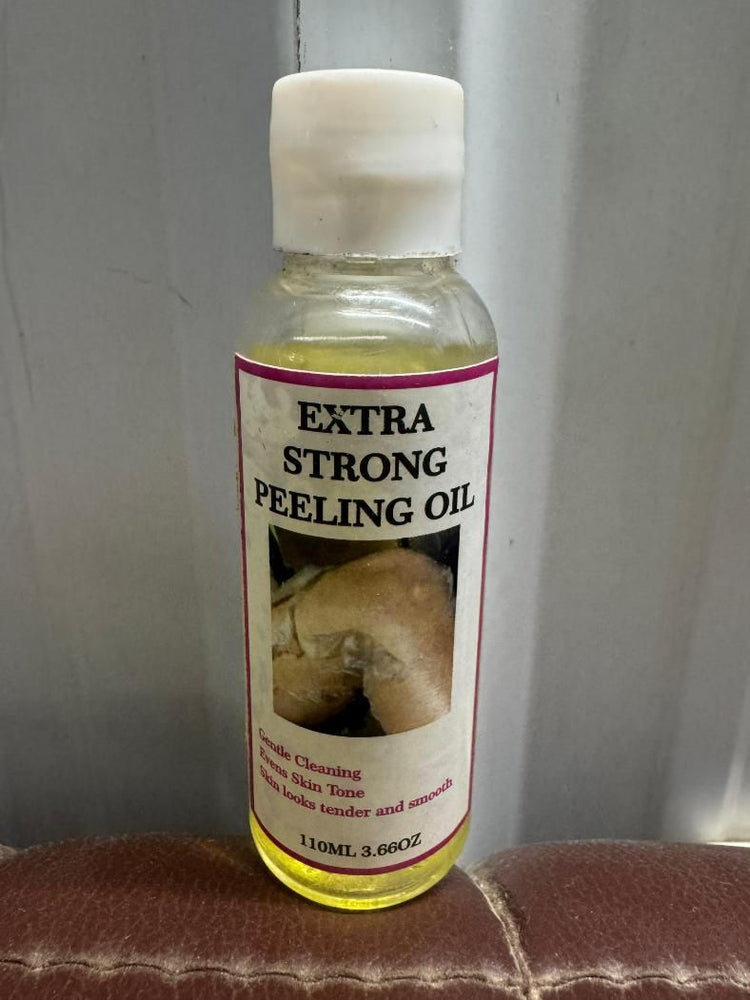 EXTRA
STRONG
PEELING OIL
Gentle Cleaning
Evens Skin Tone
Skin looks tender and smooth
110ML 3.66OZ